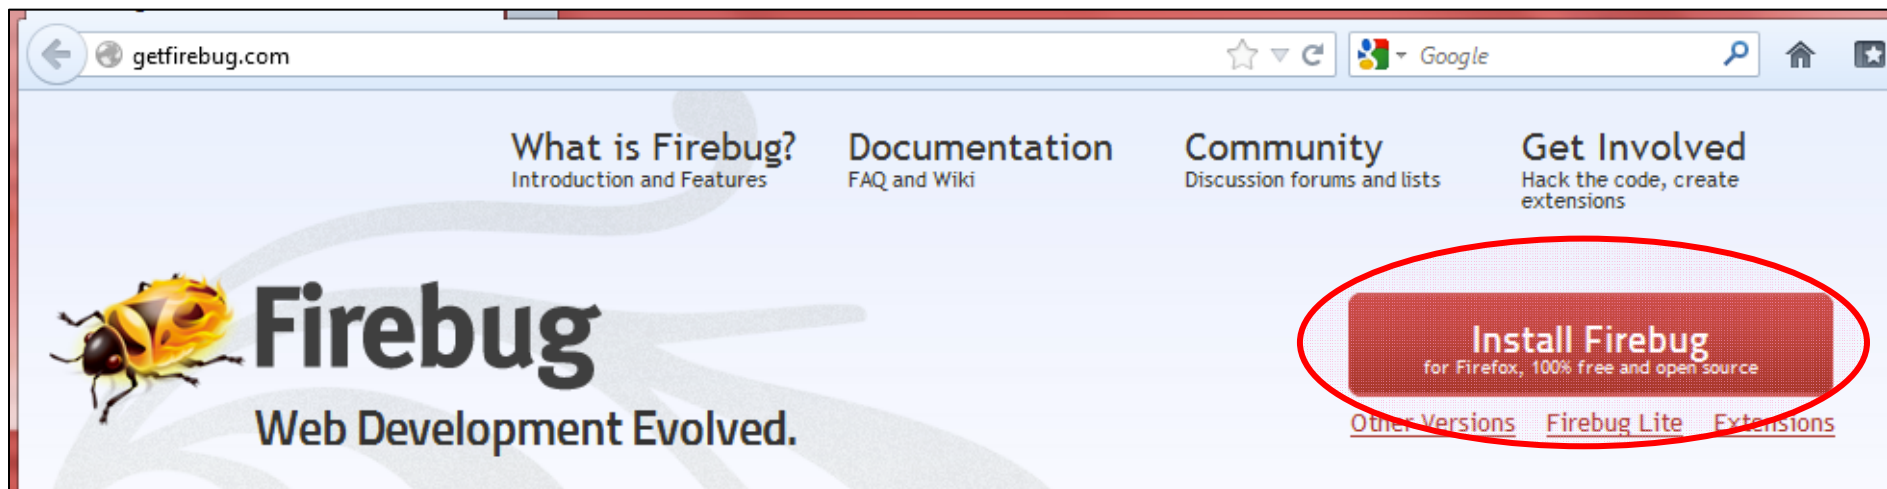 getfirebug.com
Google
What is Firebug?
Introduction and Features
Documentation
FAQ and Wiki
Community
Discussion forums and lists
Get Involved
Hack the code, create
extensions
Firebug
Web Development Evolved.
Install Firebug
for Firefox, 100% free and open source
Other Versions Firebug Lite Extensions